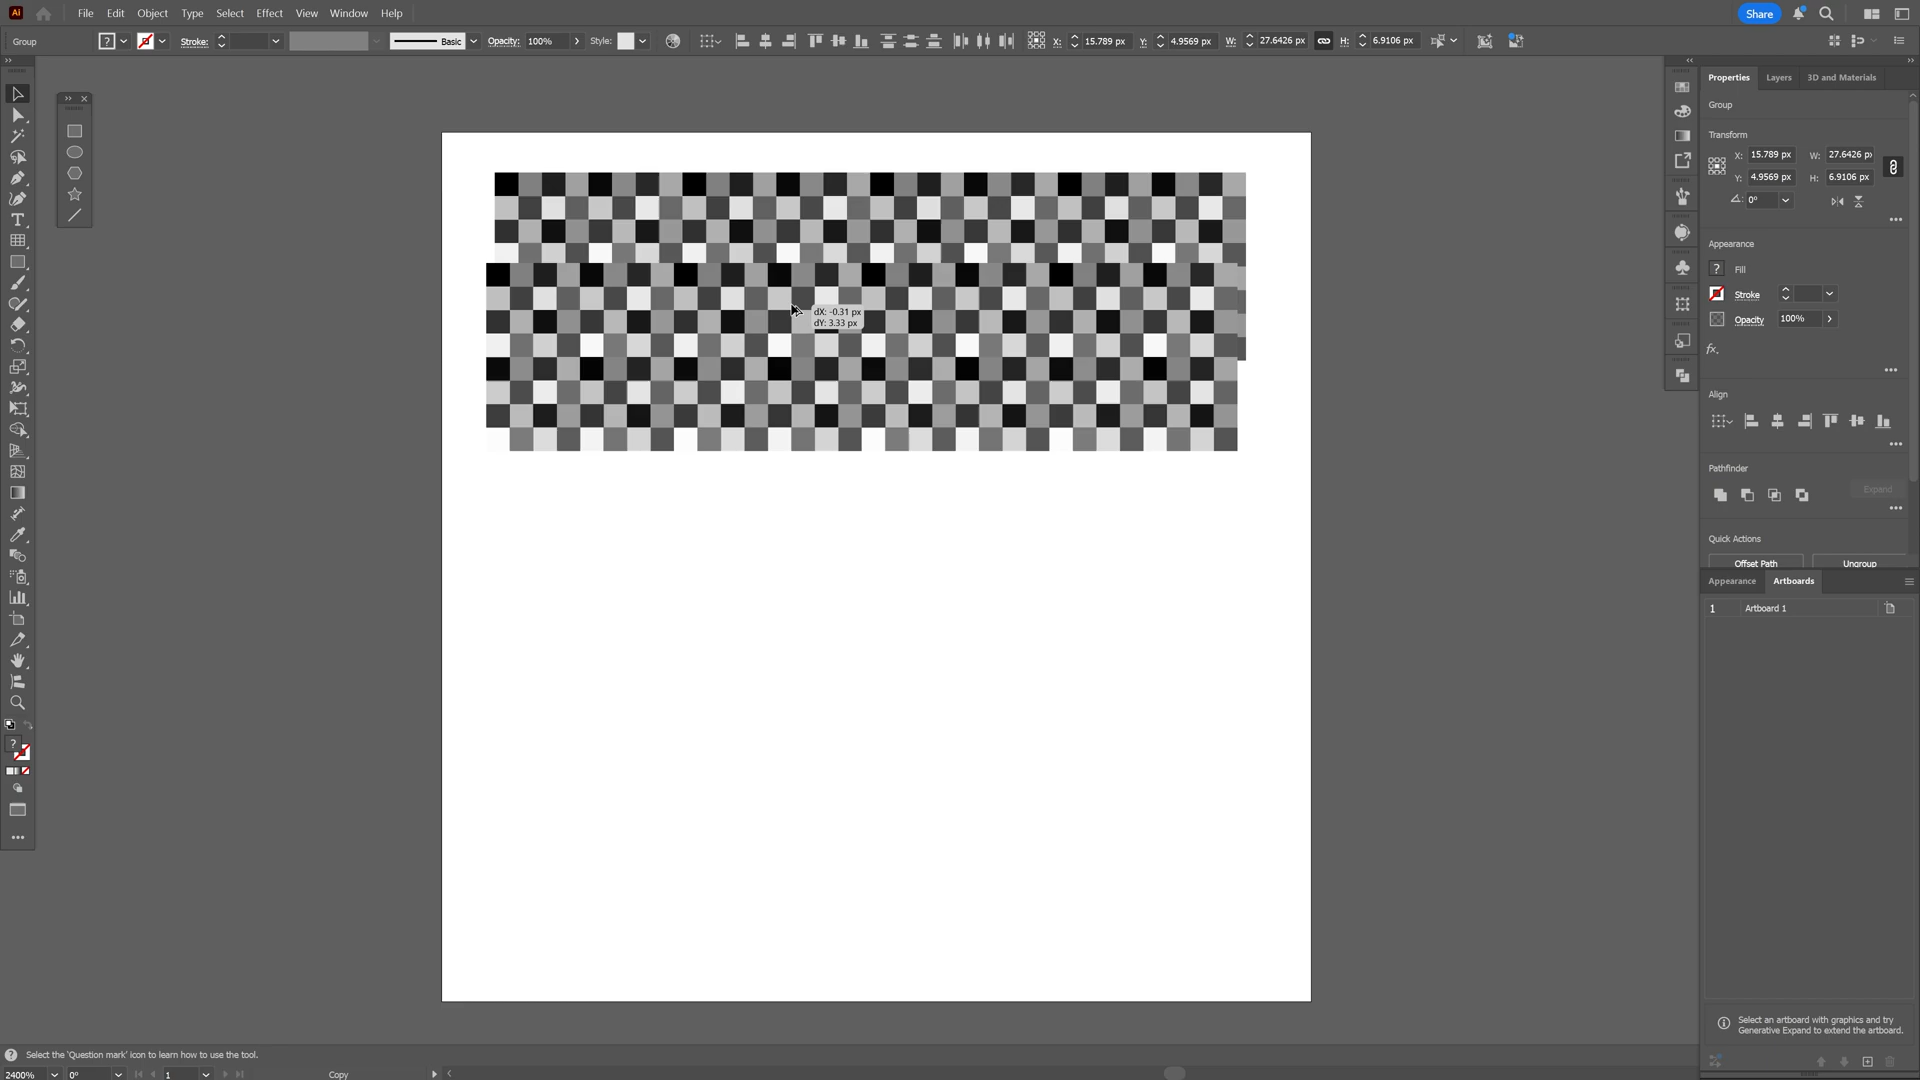 Ai File Edit Object Type Select Effect View Window Help Share
Group Stroke: Basic Opacity: 100% Style: X: 15.789 px Y: 4.9569 px W: 27.6426 px H: 6.9106 px
Properties Layers 3D and Materials
Group
Transform
X: 15.789 px W: 27.6426 p
Y: 4.9569 px H: 6.9106 px
0°
Appearance
? Fill
Stroke
Opacity 100%
fx.
Align
Pathfinder
Expand
Quick Actions
Offset Path Ungroup
Appearance Artboards
1 Artboard 1
Select an artboard with graphics and try
Generative Expand to extend the artboard.
dX: -0.31 px
dY: 3.33 px
Select the 'Question mark' icon to learn how to use the tool.
2400% 0° 1 Copy